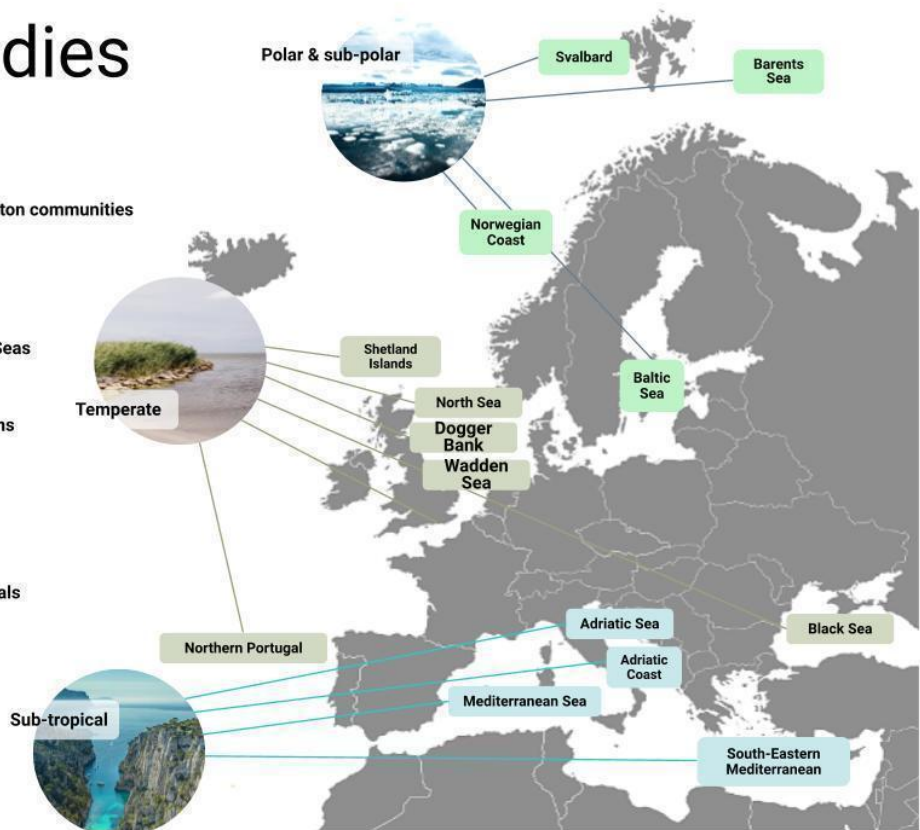 dies
Polar & sub-polar
Svalbard
Barents
Sea
ton communities
Norwegian
Coast
Seas
Shetland
Islands
Baltic
Sea
Temperate
North Sea
ns
Dogger
Bank
Wadden
Sea
als
Adriatic Sea
Black Sea
Northern Portugal
Adriatic
Coast
Mediterranean Sea
Sub-tropical
South-Eastern
Mediterranean